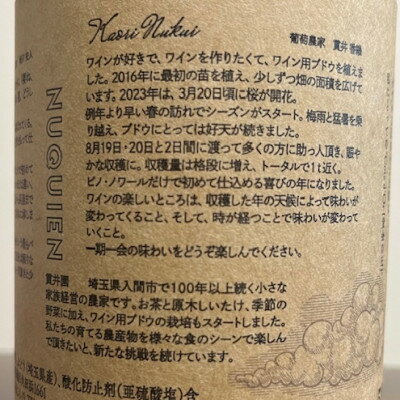 Kaori Nukui
葡萄農家 貫井香織
ワインが好きで、ワインを作りたくて、ワイン用ブドウを植えまし
た。2016年に最初の苗を植え、少しずつ畑の面積を広げて
います。2023年は、3月20日頃に桜が開花。
例年より早い春の訪れでシーズンがスタート。梅雨と猛暑を乗
り越え、ブドウにとっては好天が続きました。
8月19日・20日と2日間に渡って多くの方に助っ人頂き、賑や
かな収穫に。収穫量は格段に増え、トータルで1t近く。
ピノ・ノワールだけで初めて仕込める喜びの年になりました。
ワインの楽しいところは、収穫した年の天候によって味わいが
変わってくること、そして、時が経つことで味わいが変わって
いくこと。
一期一会の味わいをどうぞ楽しんでください。
NUGUIEN
貫井園 埼玉県入間市で100年以上続く小さな
家族経営の農家です。お茶と原木しいたけ、季節の
野菜に加え、ワイン用ブドウの栽培もスタートしました。
私たちの育てる農産物を様々な食のシーンで楽しん
で頂きたいと、新たな挑戦を続けています。
(埼玉県産)、酸化防止剤(亜硫酸塩)含
1661